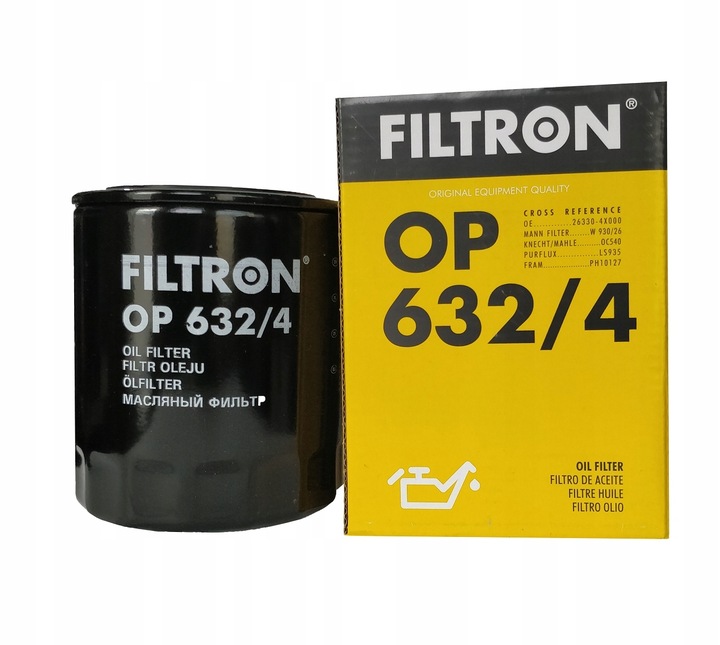 FILTRON
OP 632/4
OIL FILTER
FILTR OLEJU
ÖLFILTER
МАСЛЯНЫЙ ФИЛЬТР
FILTRON®
ORIGINAL EQUIPMENT QUALITY
OP
632/4
CROSS REFERENCE
OE.............26330-4X000
MANN FILTER.......W 930/26
KNECHT/MAHLE.........OC540
PURFLUX..............LS935
FRAM...............PH10127
OIL FILTER
FILTRO DE ACEITE
FILTRE HUILE
FILTRO OLIO